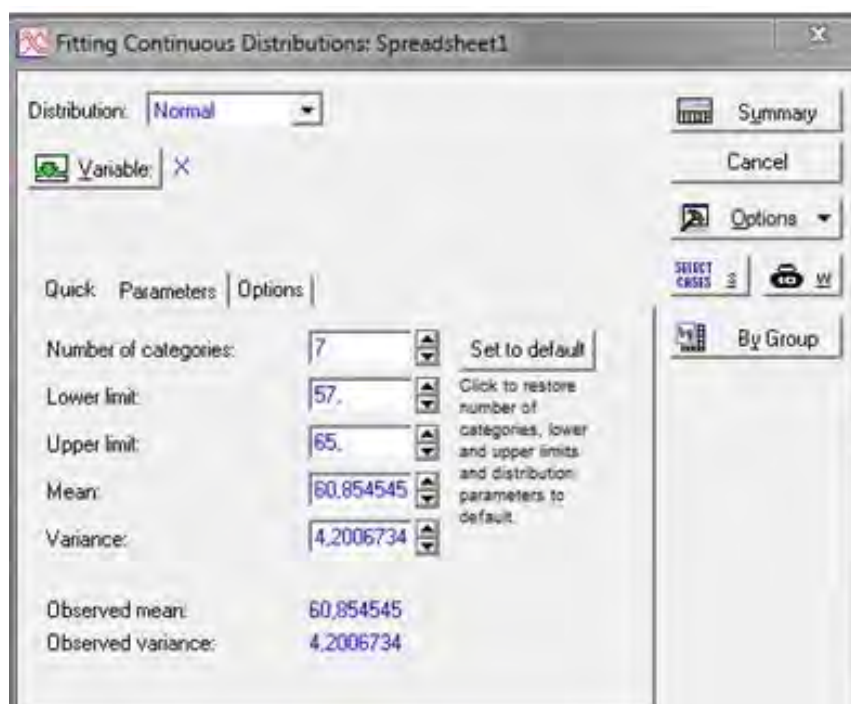 Fitting Continuous Distributions: Spreadsheet1
Distribution: Normal
Summary
Variable: X
Cancel
Options
SELECT CASES S W
By Group
Quick Parameters Options
Number of categories: 7
Set to default
Lower limit: 57,
Upper limit: 65,
Mean: 60,854545
Variance: 4,2006734
Click to restore
number of
categories, lower
and upper limits
and distribution
parameters to
default.
Observed mean: 60,854545
Observed variance: 4,2006734